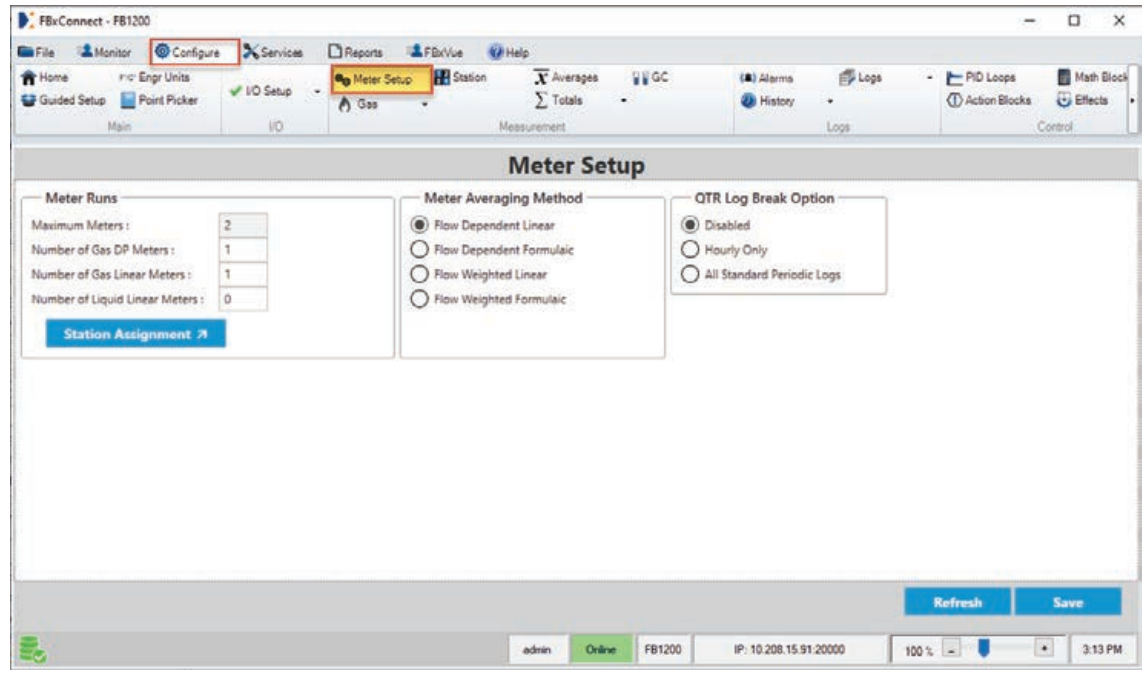 FBxConnect - FB1200
File Monitor Configure Services Reports FBxVue Help
Home Engr Units I/O Setup Meter Setup Station Averages GC Alarms Logs PID Loops Math Block
Guided Setup Point Picker Gas Totals History Action Blocks Effects
Main I/O Measurement Logs Control
Meter Setup
Meter Runs
Maximum Meters : 2
Number of Gas DP Meters : 1
Number of Gas Linear Meters : 1
Number of Liquid Linear Meters : 0
Station Assignment
Meter Averaging Method
Flow Dependent Linear
Flow Dependent Formulaic
Flow Weighted Linear
Flow Weighted Formulaic
QTR Log Break Option
Disabled
Hourly Only
All Standard Periodic Logs
Refresh Save
admin Online FB1200 IP: 10.208.15.91:20000 100 % - + 3:13 PM